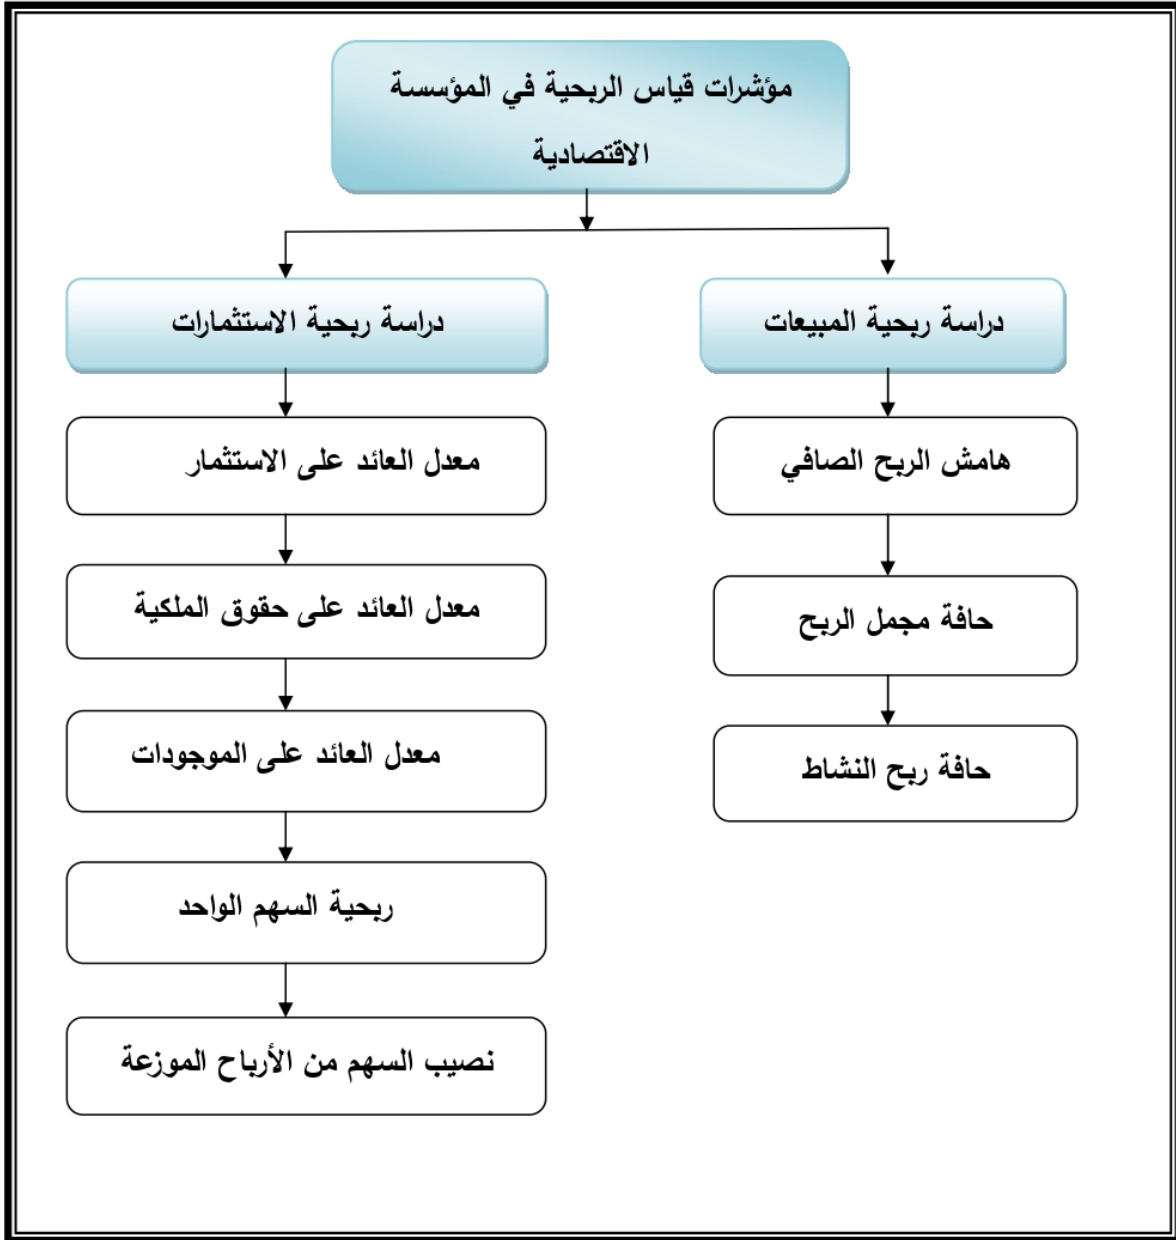 مؤشرات قياس الربحية في المؤسسة
الاقتصادية
دراسة ربحية المبيعات
هامش الربح الصافي
حافة مجمل الربح
حافة ربح النشاط
دراسة ربحية الاستثمارات
معدل العائد على الاستثمار
معدل العائد على حقوق الملكية
معدل العائد على الموجودات
ربحية السهم الواحد
نصيب السهم من الأرباح الموزعة